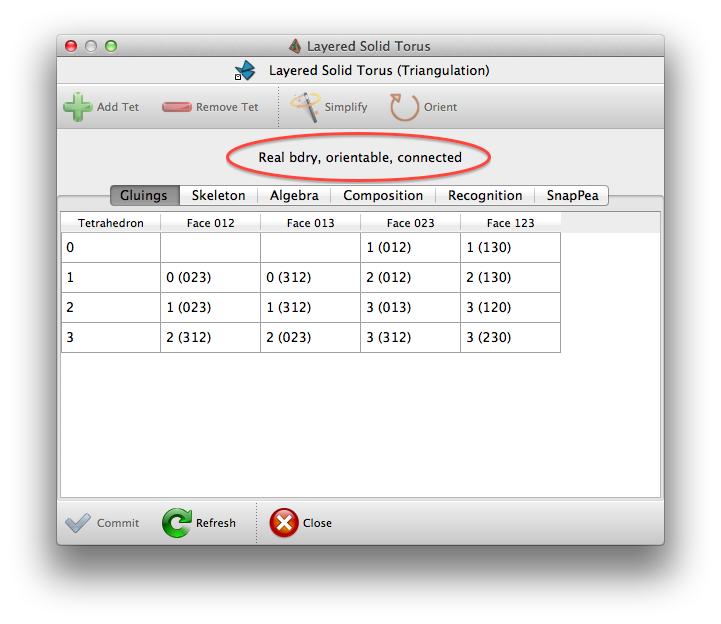 Layered Solid Torus
Layered Solid Torus (Triangulation)
Add Tet Remove Tet Simplify Orient
Real bdry, orientable, connected
Gluings Skeleton Algebra Composition Recognition SnapPea
Tetrahedron Face 012 Face 013 Face 023 Face 123
0 1 (012) 1 (130)
1 0 (023) 0 (312) 2 (012) 2 (130)
2 1 (023) 1 (312) 3 (013) 3 (120)
3 2 (312) 2 (023) 3 (312) 3 (230)
Commit Refresh Close